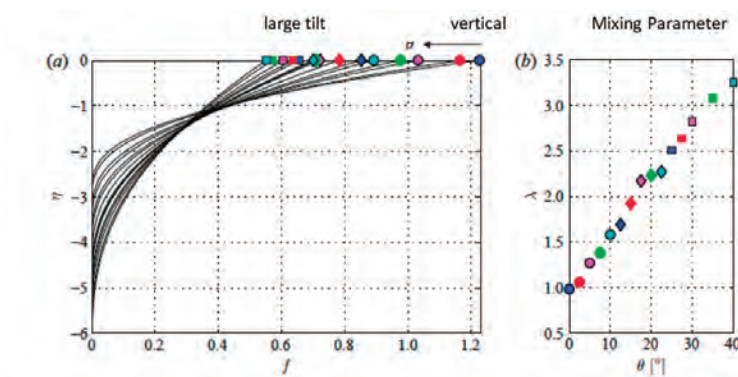 large tilt
vertical
Mixing Parameter
(a)
0
−1
−2
−3
−4
−5
−6
η
0
0.2
0.4
0.6
0.8
1.0
1.2
f
(b)
3.5
3.0
2.5
2.0
1.5
1.0
0.5
λ
0
10
20
30
40
θ [°]